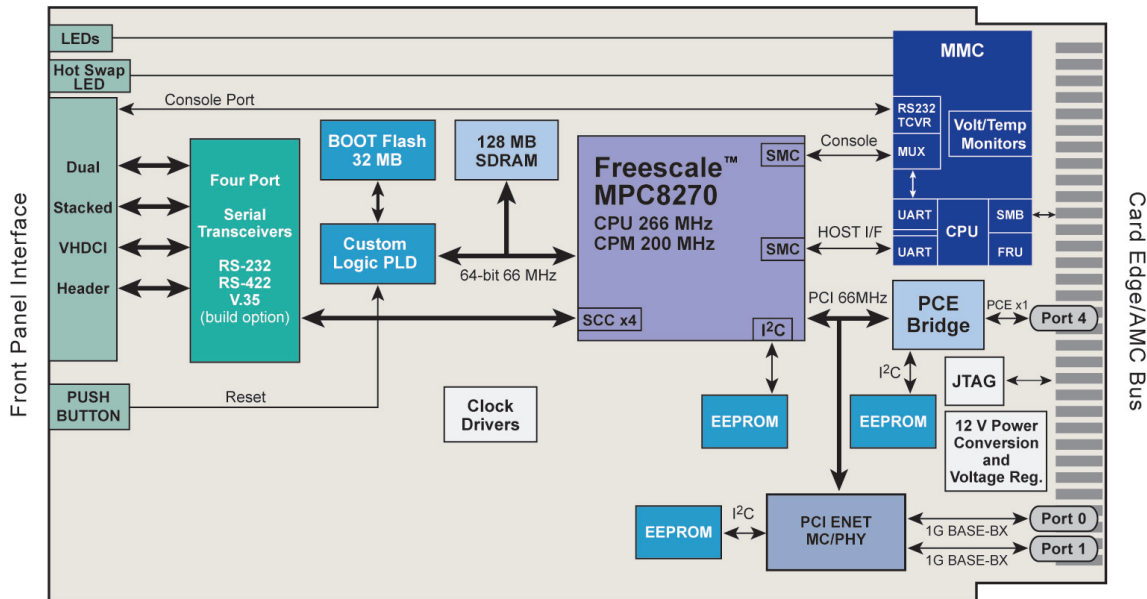 LEDs
Hot Swap
LED
Console Port
Dual
Stacked
VHDCI
Header
Four Port
Serial
Transceivers
RS-232
RS-422
V.35
(build option)
BOOT Flash
32 MB
128 MB
SDRAM
Custom
Logic PLD
64-bit 66 MHz
Freescale™
MPC8270
CPU 266 MHz
CPM 200 MHz
SMC
SMC
SCC x4
I²C
Console
HOST I/F
PCI 66MHz
MMC
RS232
TCVR
MUX
Volt/Temp
Monitors
UART
UART
CPU
SMB
FRU
PCE
Bridge
PCE x1
Port 4
I²C
JTAG
EEPROM
EEPROM
12 V Power
Conversion
and
Voltage Reg.
PUSH
BUTTON
Reset
Clock
Drivers
EEPROM
I²C
PCI ENET
MC/PHY
1G BASE-BX
Port 0
1G BASE-BX
Port 1
Front Panel Interface
Card Edge/AMC Bus